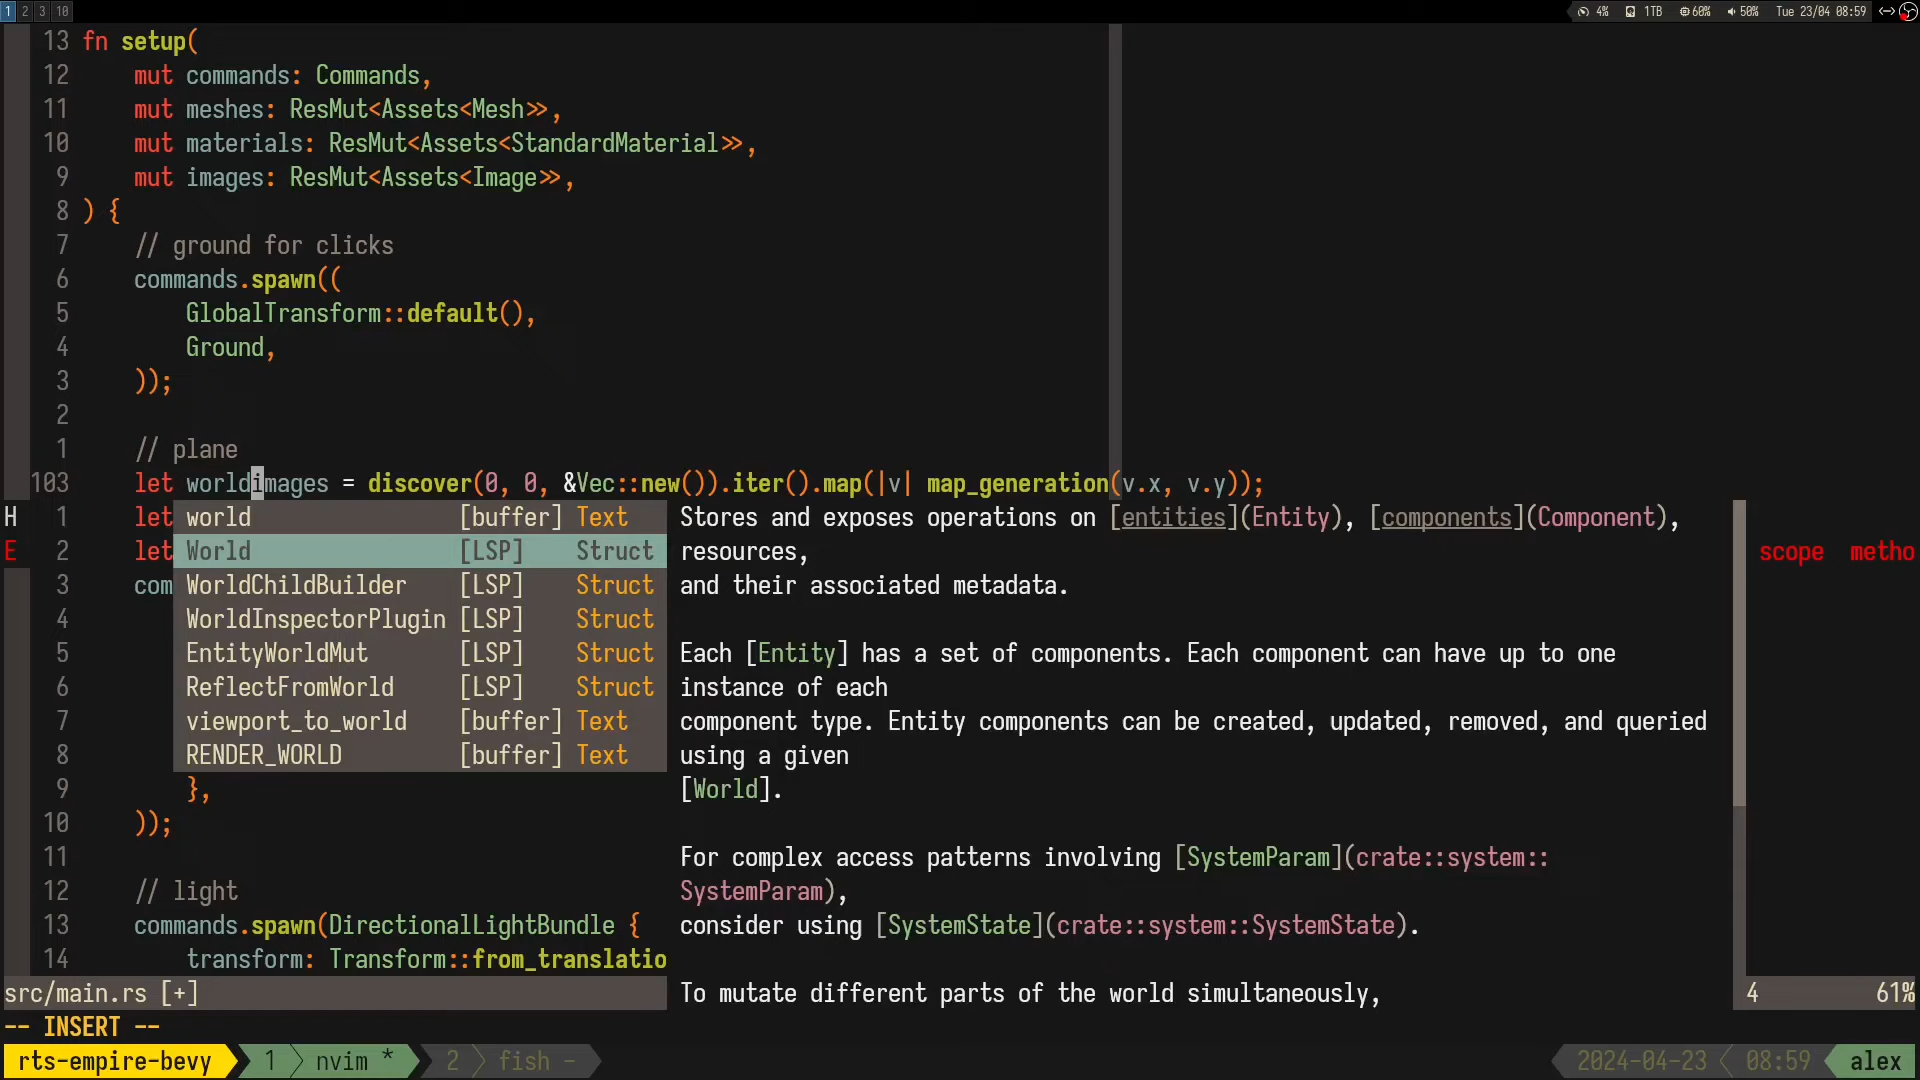 1 2 3 10 4% 1TB 60% 50% Tue 23/04 08:59
13 fn setup(
12 mut commands: Commands,
11 mut meshes: ResMut<Assets<Mesh>>,
10 mut materials: ResMut<Assets<StandardMaterial>>,
9 mut images: ResMut<Assets<Image>>,
8 ) {
7 // ground for clicks
6 commands.spawn((
5 GlobalTransform::default(),
4 Ground,
3 ));
2
1 // plane
103 let worldimages = discover(0, 0, &Vec::new()).iter().map(|v| map_generation(v.x, v.y));
H 1 let world [buffer] Text Stores and exposes operations on [entities](Entity), [components](Component),
E 2 let World [LSP] Struct resources, scope metho
3 com WorldChildBuilder [LSP] Struct and their associated metadata.
4 WorldInspectorPlugin [LSP] Struct
5 EntityWorldMut [LSP] Struct Each [Entity] has a set of components. Each component can have up to one
6 ReflectFromWorld [LSP] Struct instance of each
7 viewport_to_world [buffer] Text component type. Entity components can be created, updated, removed, and queried
8 RENDER_WORLD [buffer] Text using a given
9 }, [World].
10 ));
11 For complex access patterns involving [SystemParam](crate::system::
12 // light SystemParam),
13 commands.spawn(DirectionalLightBundle { consider using [SystemState](crate::system::SystemState).
14 transform: Transform::from_translatio
src/main.rs [+] To mutate different parts of the world simultaneously, 4 61%
-- INSERT --
rts-empire-bevy 1 nvim * 2 fish - 2024-04-23 08:59 alex